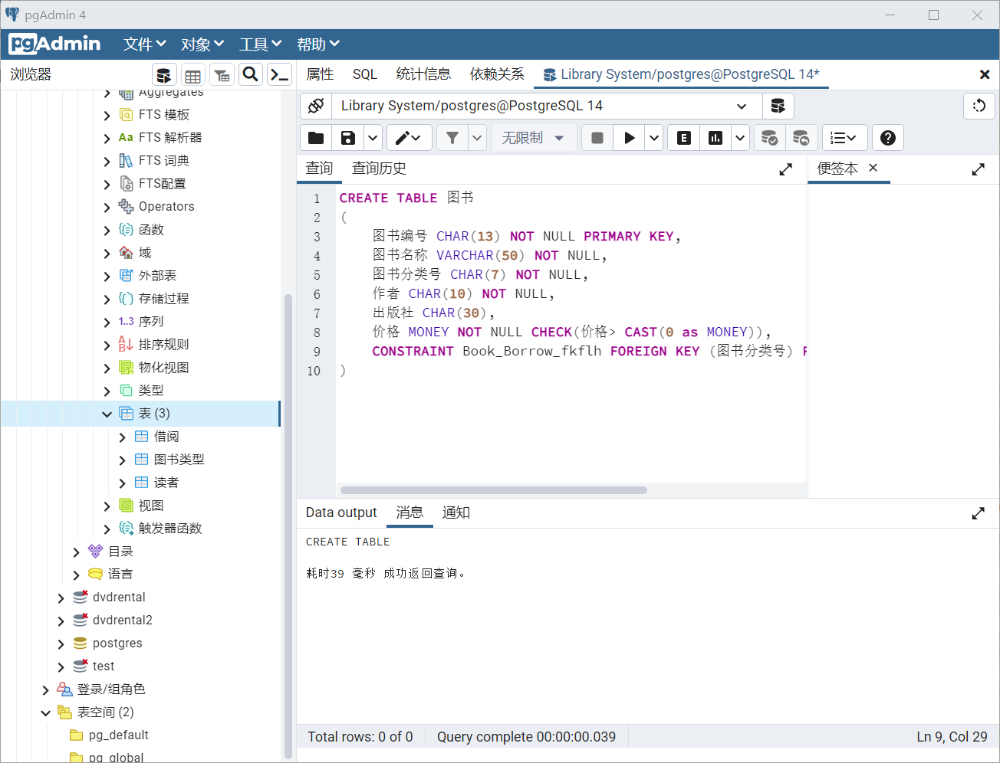 pgAdmin 4
pgAdmin 文件 对象 工具 帮助
浏览器
属性 SQL 统计信息 依赖关系 Library System/postgres@PostgreSQL 14*
Library System/postgres@PostgreSQL 14
无限制
查询 查询历史
便签本
Aggregates
FTS 模板
FTS 解析器
FTS 词典
FTS配置
Operators
函数
域
外部表
存储过程
1..3 序列
排序规则
物化视图
类型
表 (3)
借阅
图书类型
读者
视图
触发器函数
目录
语言
dvdrental
dvdrental2
postgres
test
登录/组角色
表空间 (2)
pg_default
pg_global
1 CREATE TABLE 图书
2 (
3 图书编号 CHAR(13) NOT NULL PRIMARY KEY,
4 图书名称 VARCHAR(50) NOT NULL,
5 图书分类号 CHAR(7) NOT NULL,
6 作者 CHAR(10) NOT NULL,
7 出版社 CHAR(30),
8 价格 MONEY NOT NULL CHECK(价格> CAST(0 as MONEY)),
9 CONSTRAINT Book_Borrow_fkflh FOREIGN KEY (图书分类号)
10 )
Data output 消息 通知
CREATE TABLE
耗时39 毫秒 成功返回查询。
Total rows: 0 of 0 Query complete 00:00:00.039 Ln 9, Col 29